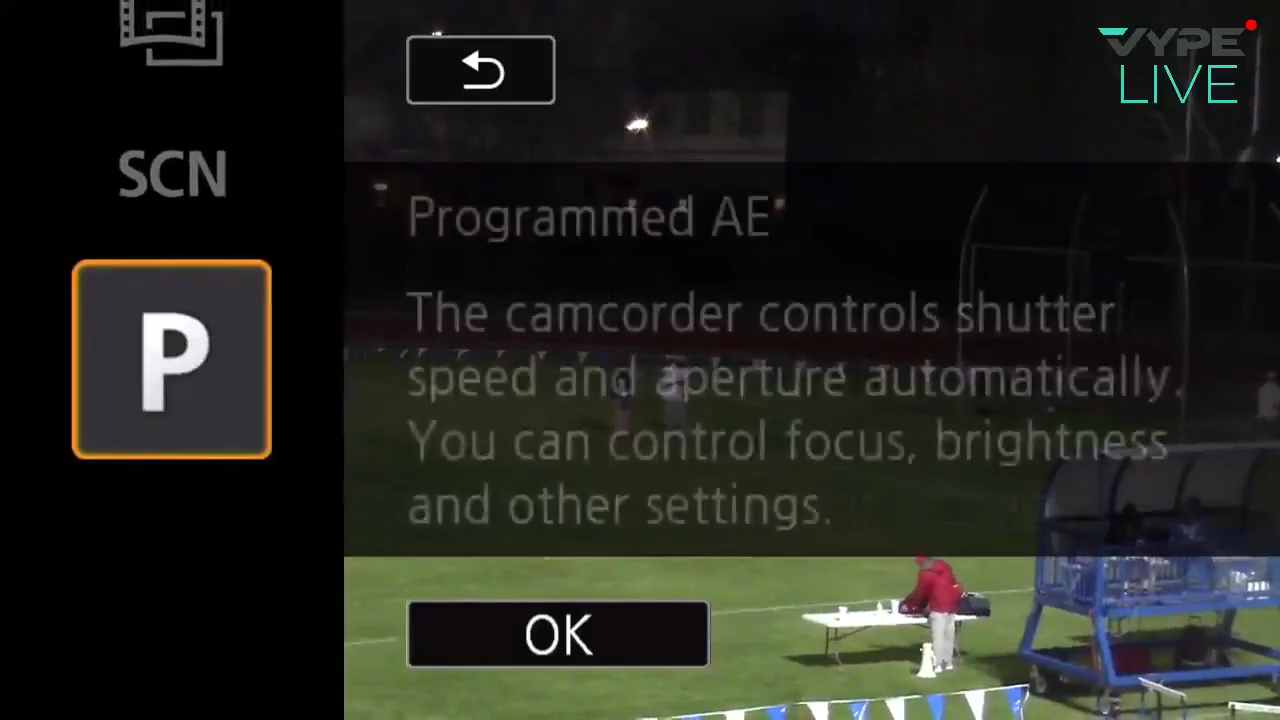 VYPE
LIVE
SCN
Programmed AE
P
The camcorder controls shutter
speed and aperture automatically.
You can control focus, brightness
and other settings.
OK